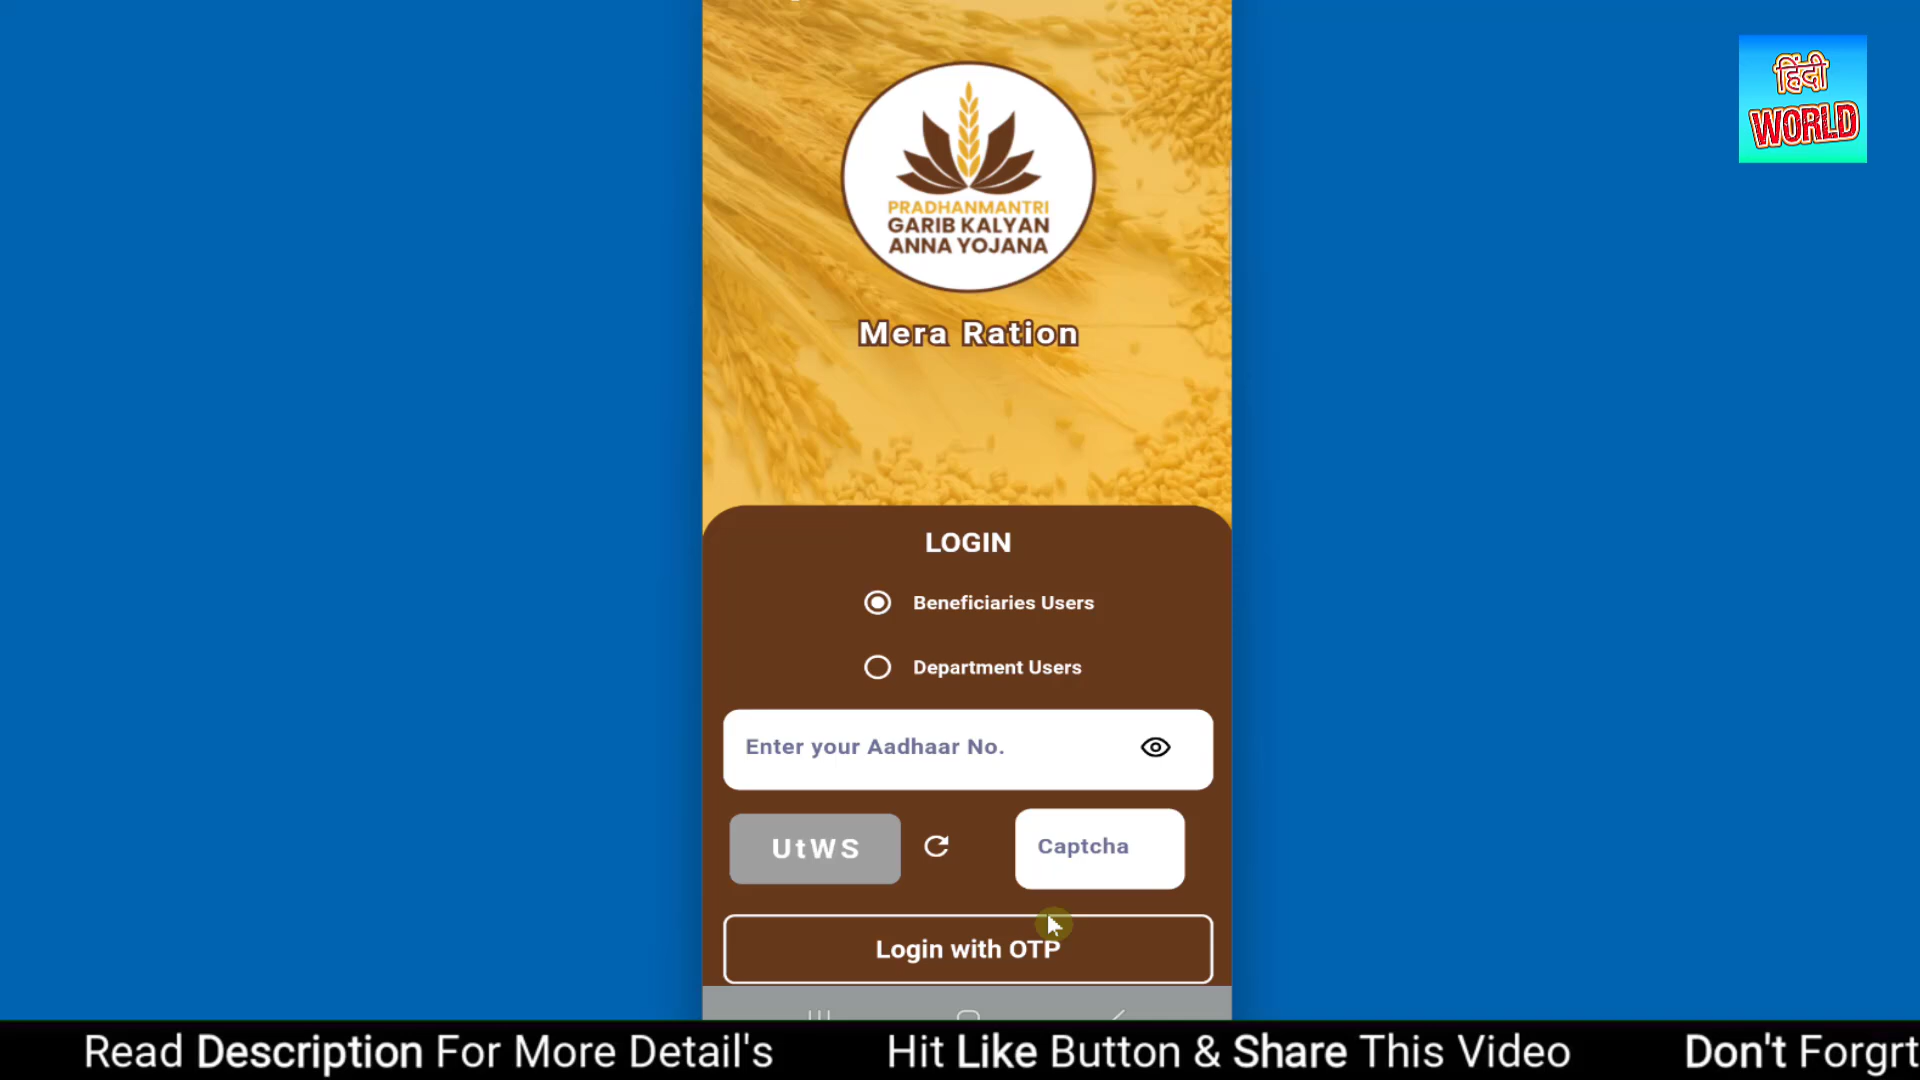 हिंदी
WORLD
PRADHANMANTRI
GARIB KALYAN
ANNA YOJANA
Mera Ration
LOGIN
Beneficiaries Users
Department Users
Enter your Aadhaar No.
UtWS
Captcha
Login with OTP
Read Description For More Detail's Hit Like Button & Share This Video Don't Forgrt